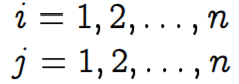 i = 1, 2, . . . , n
j = 1, 2, . . . , n